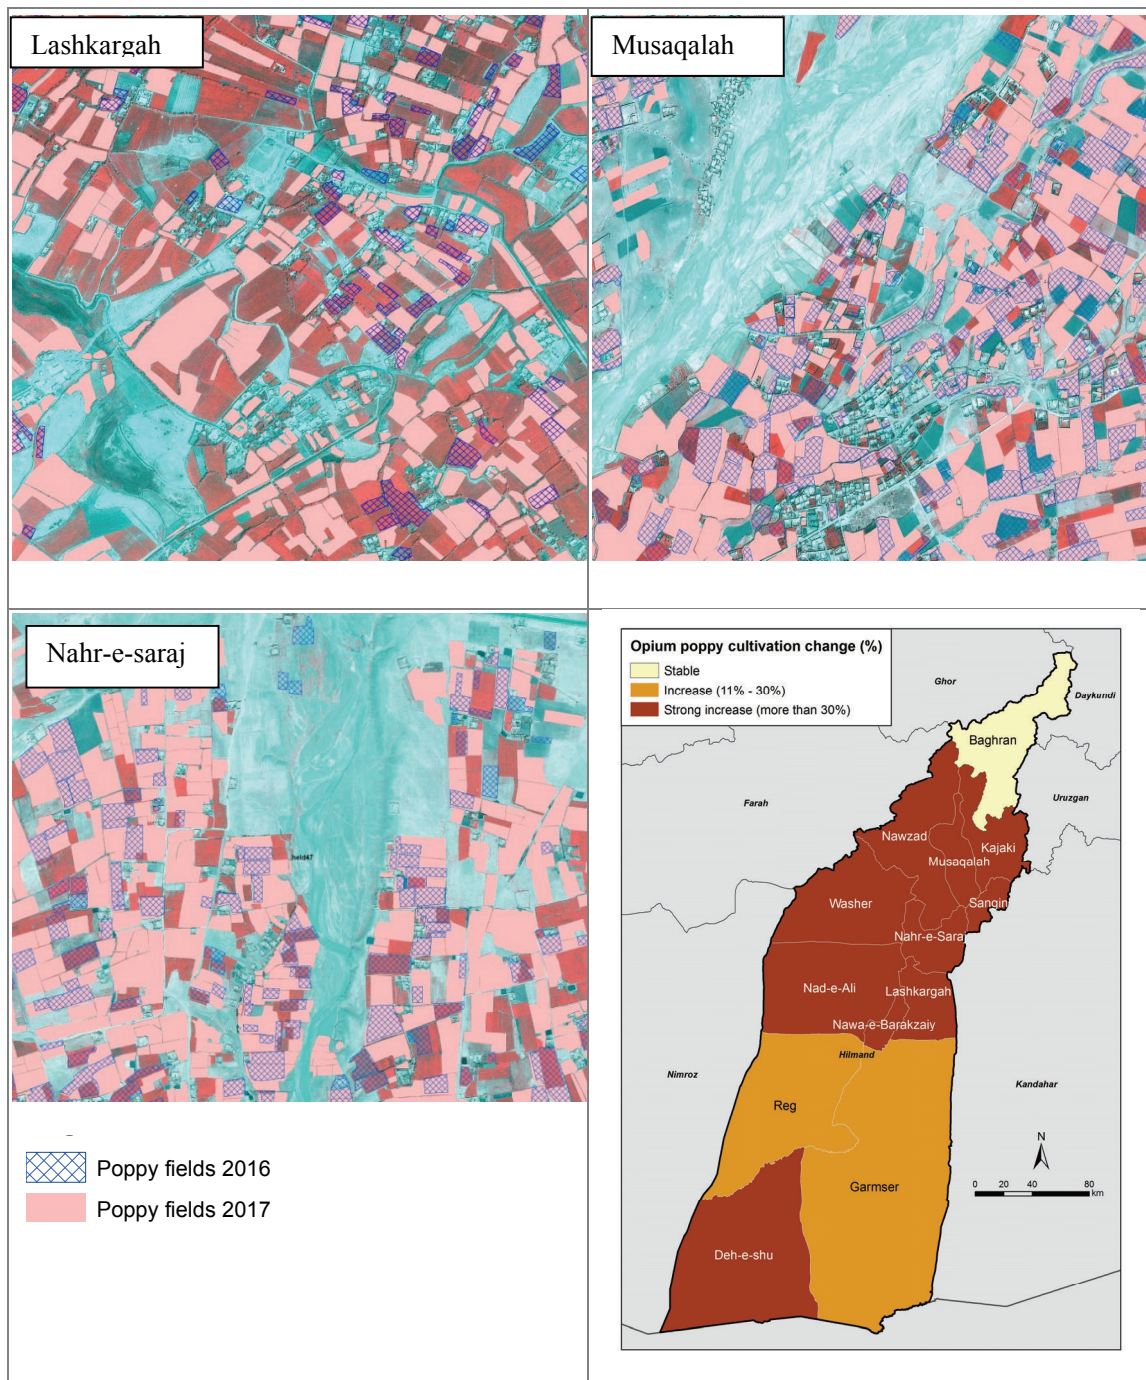 Lashkargah
Musaqalah
Nahr-e-saraj
held47
Poppy fields 2016
Poppy fields 2017
Opium poppy cultivation change (%)
Stable
Increase (11% - 30%)
Strong increase (more than 30%)
Ghor
Daykundi
Baghran
Farah
Uruzgan
Nawzad
Kajaki
Musaqalah
Washer
Sangin
Nahr-e-Saraj
Nad-e-Ali
Lashkargah
Nawa-e-Barakzaiy
Hilmand
Nimroz
Kandahar
Reg
N
Garmser
0 20 40 80
km
Deh-e-shu